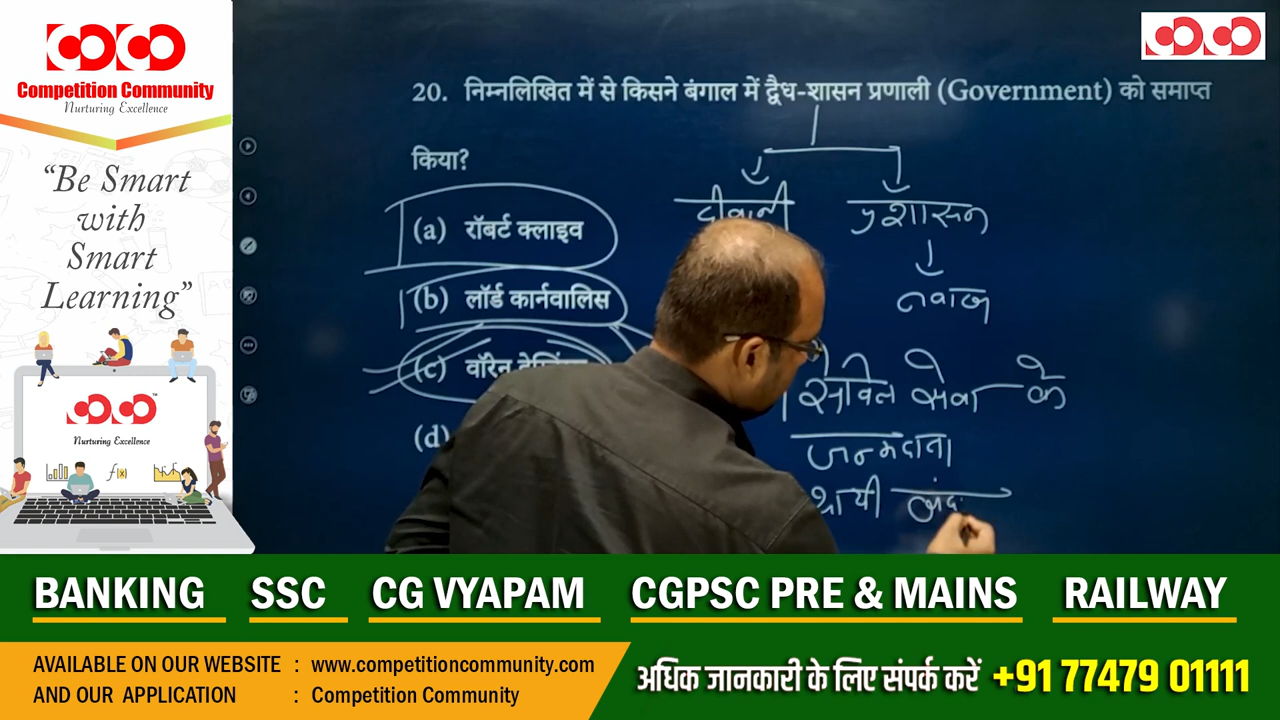 Competition Community
Nurturing Excellence
“Be Smart
with
Smart
Learning”
Nurturing Excellence
20. निम्नलिखित में से किसने बंगाल में द्वैध-शासन प्रणाली (Government) को समाप्त
किया?
दीवानी प्रशासन
(a) रॉबर्ट क्लाइव
नवाब
(b) लॉर्ड कार्नवालिस
(c) वॉरेन
सिविल सेवा के
(d)
जन्मदाता
BANKING SSC CG VYAPAM CGPSC PRE & MAINS RAILWAY
AVAILABLE ON OUR WEBSITE : www.competitioncommunity.com
AND OUR APPLICATION : Competition Community
अधिक जानकारी के लिए संपर्क करें +91 77479 01111